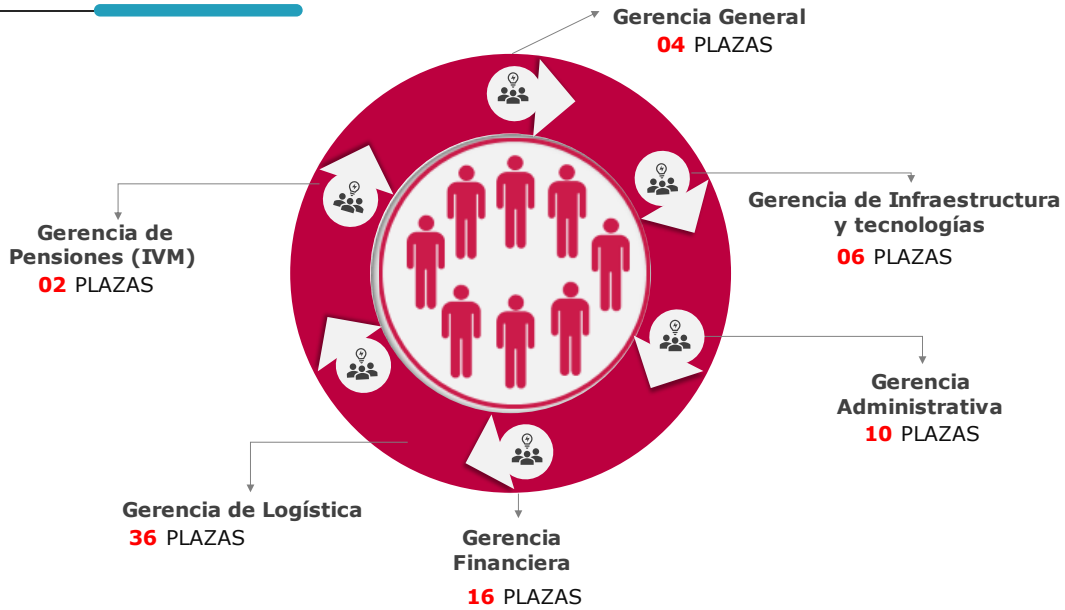 Gerencia General
04 PLAZAS
Gerencia de Infraestructura
y tecnologías
06 PLAZAS
Gerencia
Administrativa
10 PLAZAS
Gerencia
Financiera
16 PLAZAS
Gerencia de Logística
36 PLAZAS
Gerencia de
Pensiones (IVM)
02 PLAZAS